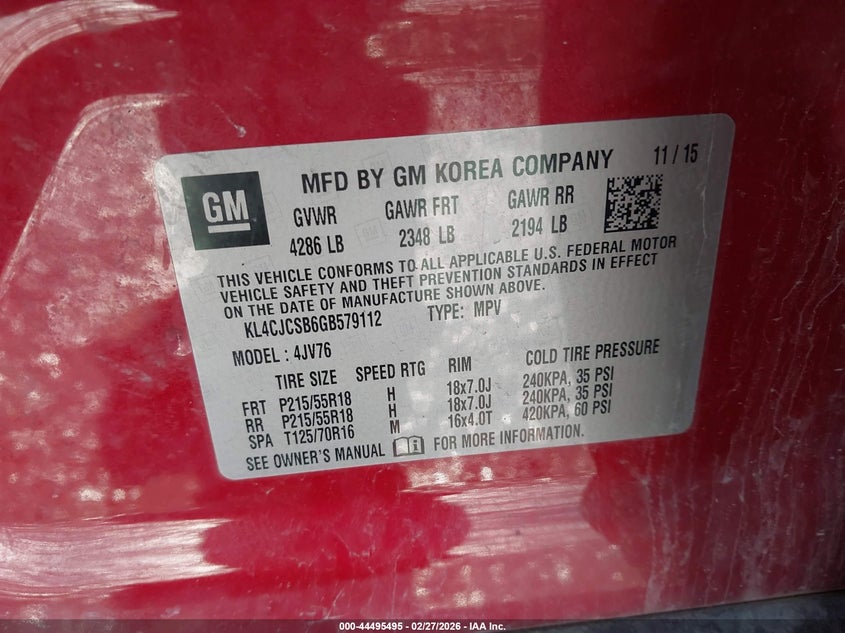 MFD BY GM KOREA COMPANY 11 / 15
GM
GVWR GAWR FRT GAWR RR
4286 LB 2348 LB 2194 LB
THIS VEHICLE CONFORMS TO ALL APPLICABLE U.S. FEDERAL MOTOR
VEHICLE SAFETY AND THEFT PREVENTION STANDARDS IN EFFECT
ON THE DATE OF MANUFACTURE SHOWN ABOVE.
KL4CJCSB6GB579112 TYPE: MPV
MODEL : 4JV76
TIRE SIZE SPEED RTG RIM COLD TIRE PRESSURE
FRT P215/55R18 H 18x7.0J 240KPA, 35 PSI
RR P215/55R18 H 18x7.0J 240KPA, 35 PSI
SPA T125/70R16 M 16x4.0T 420KPA, 60 PSI
SEE OWNER'S MANUAL FOR MORE INFORMATION.
000-44495495 - 02/27/2026 - IAA Inc.